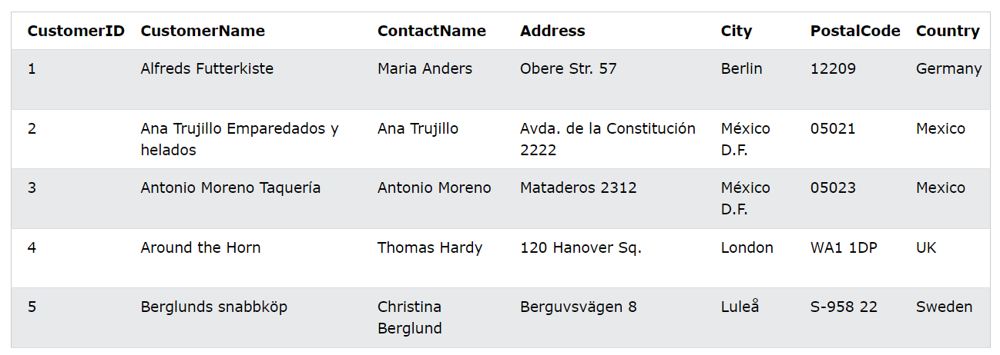 CustomerID CustomerName ContactName Address City PostalCode Country
1 Alfreds Futterkiste Maria Anders Obere Str. 57 Berlin 12209 Germany
2 Ana Trujillo Emparedados y Ana Trujillo Avda. de la Constitución México 05021 Mexico
helados 2222 D.F.
3 Antonio Moreno Taquería Antonio Moreno Mataderos 2312 México 05023 Mexico
D.F.
4 Around the Horn Thomas Hardy 120 Hanover Sq. London WA1 1DP UK
5 Berglunds snabbköp Christina Berguvsvägen 8 Luleå S-958 22 Sweden
Berglund